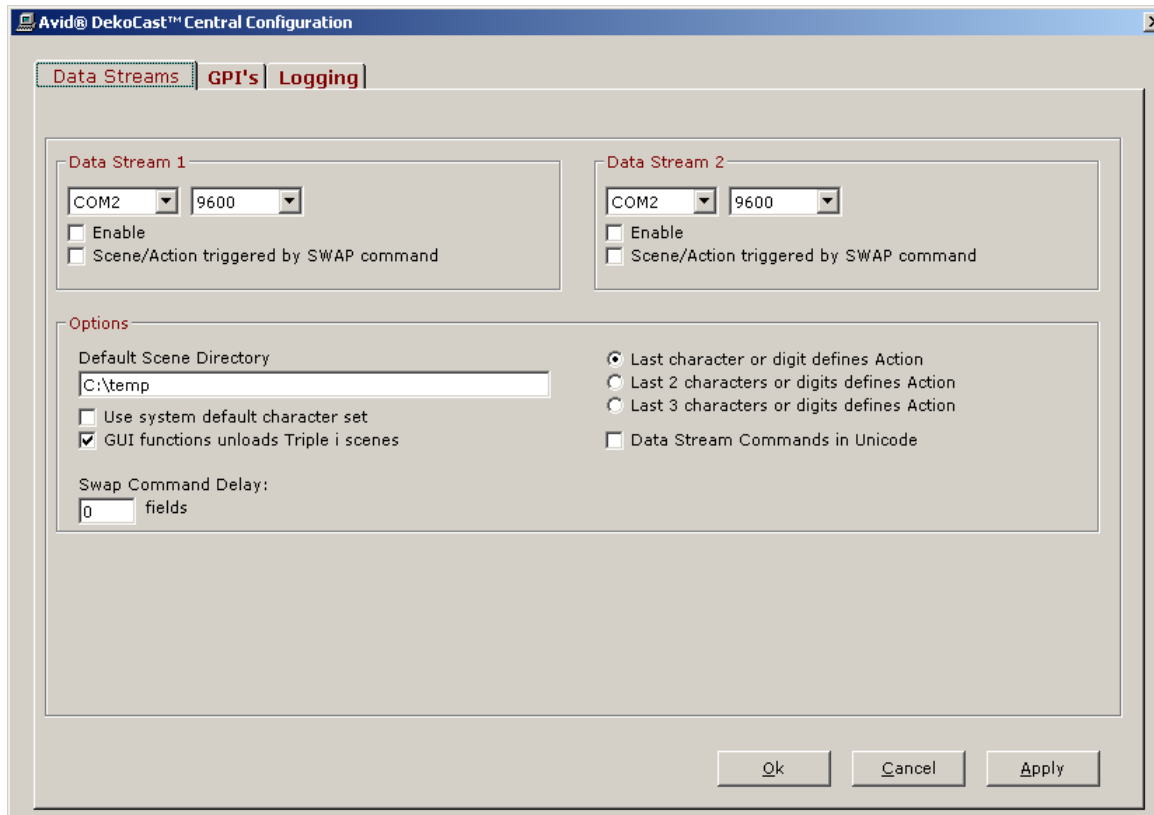 Avid® DekoCast™ Central Configuration
Data Streams GPI's Logging
Data Stream 1
COM2 9600
Enable
Scene/Action triggered by SWAP command
Data Stream 2
COM2 9600
Enable
Scene/Action triggered by SWAP command
Options
Default Scene Directory
C:\temp
Use system default character set
GUI functions unloads Triple i scenes
Swap Command Delay:
0 fields
Last character or digit defines Action
Last 2 characters or digits defines Action
Last 3 characters or digits defines Action
Data Stream Commands in Unicode
Ok Cancel Apply